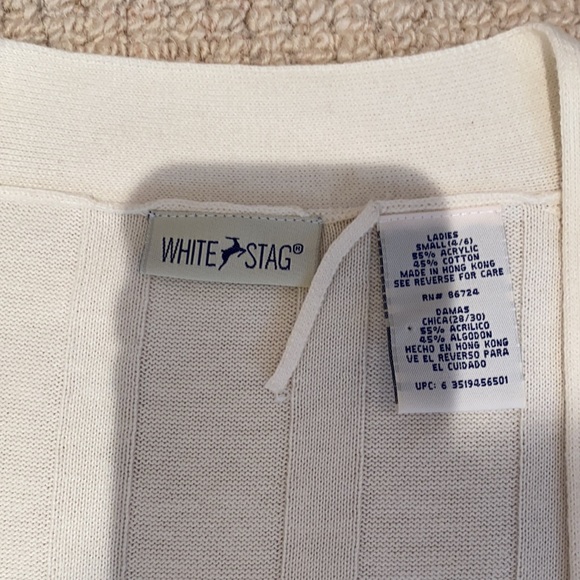 WHITE STAG®
LADIES
SMALL(4/6)
55% ACRYLIC
45% COTTON
MADE IN HONG KONG
SEE REVERSE FOR CARE
RN# 86724
DAMAS
CHICA(28/30)
55% ACRILICO
45% ALGODON
HECHO EN HONG KONG
VE EL REVERSO PARA
EL CUIDADO
UPC: 6 3519456501